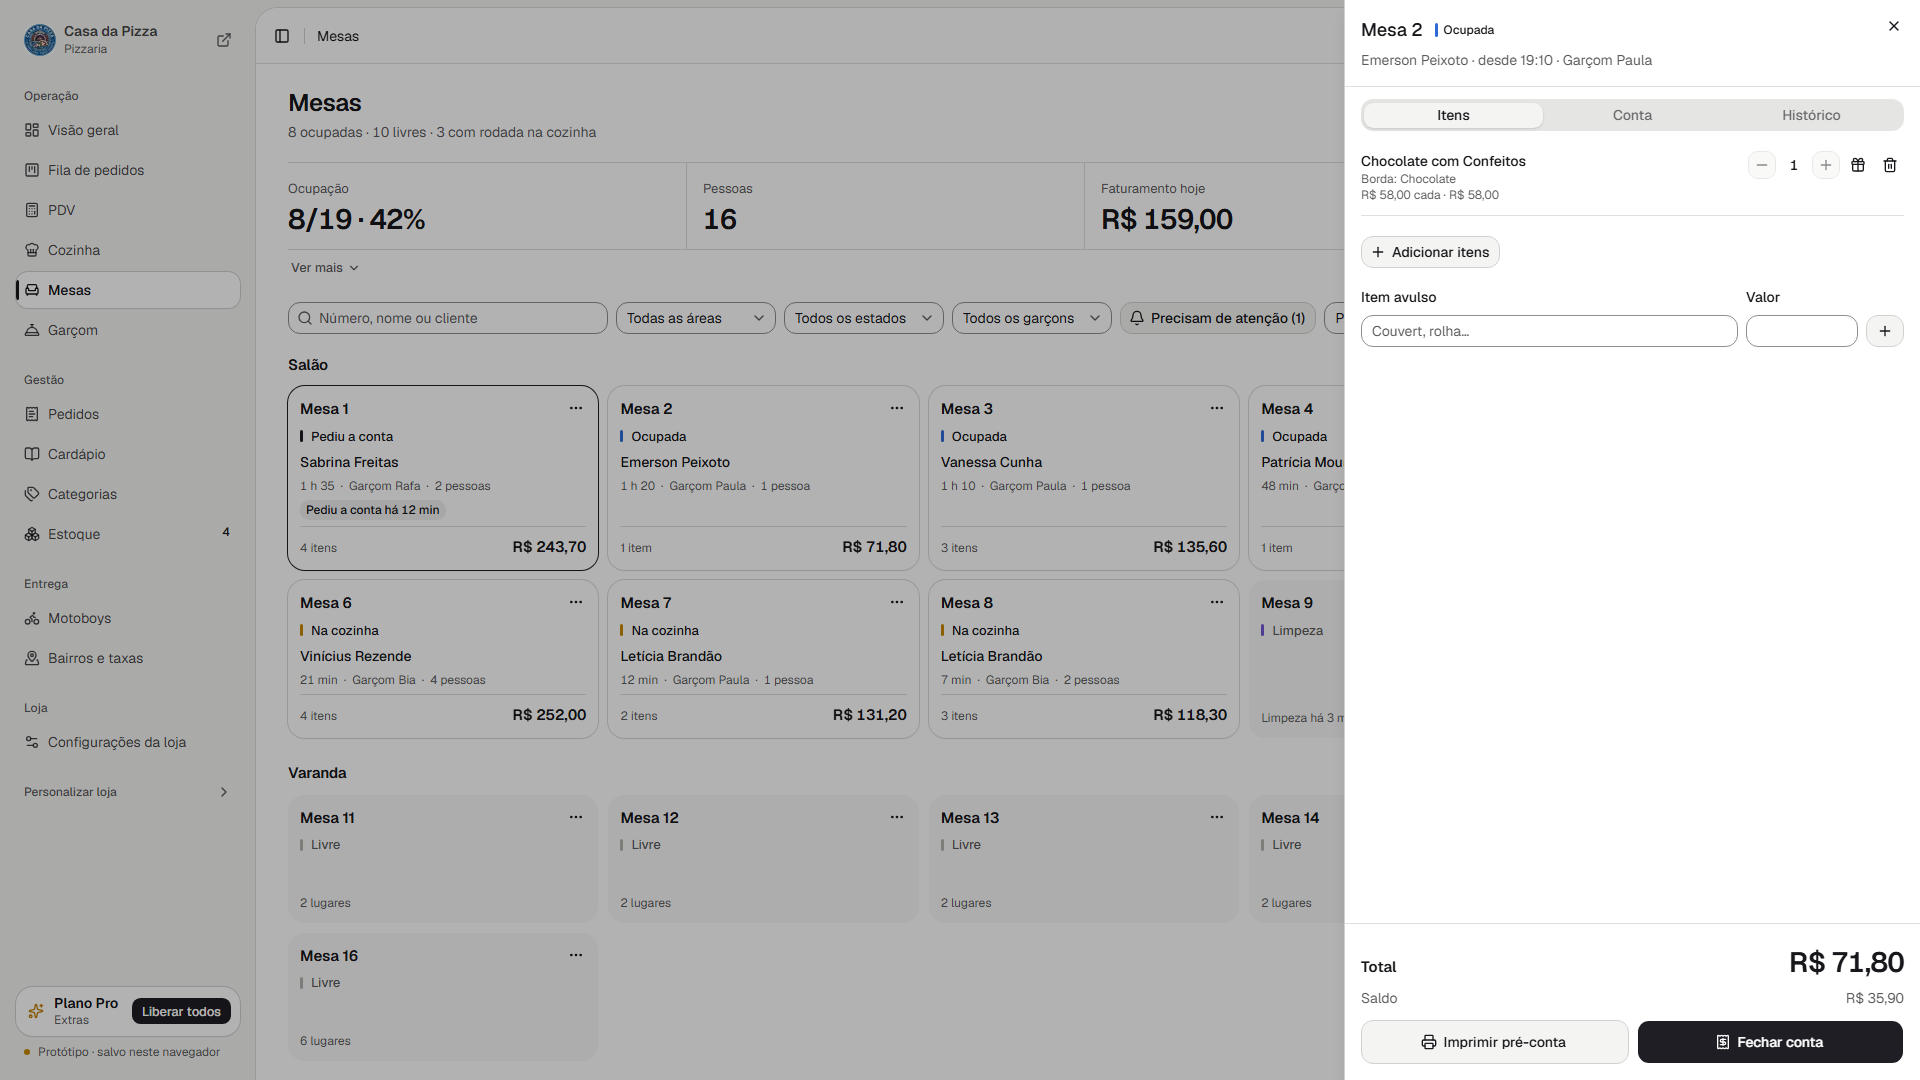 Casa da Pizza
Pizzaria
Operação
Visão geral
Fila de pedidos
PDV
Cozinha
Mesas
Garçom
Gestão
Pedidos
Cardápio
Categorias
Estoque
4
Entrega
Motoboys
Bairros e taxas
Loja
Configurações da loja
Personalizar loja
Plano Pro
Extras
Liberar todos
Protótipo · salvo neste navegador
Mesas
Mesas
8 ocupadas · 10 livres · 3 com rodada na cozinha
Ocupação
8/19 · 42%
Pessoas
16
Faturamento hoje
R$ 159,00
Ver mais
Número, nome ou cliente
Todas as áreas
Todos os estados
Todos os garçons
Precisam de atenção (1)
P
Salão
Mesa 1
Pediu a conta
Sabrina Freitas
1 h 35 · Garçom Rafa · 2 pessoas
Pediu a conta há 12 min
4 itens
R$ 243,70
Mesa 2
Ocupada
Emerson Peixoto
1 h 20 · Garçom Paula · 1 pessoa
1 item
R$ 71,80
Mesa 3
Ocupada
Vanessa Cunha
1 h 10 · Garçom Paula · 1 pessoa
3 itens
R$ 135,60
Mesa 4
Ocupada
Patrícia Mou
48 min · Garço
1 item
Mesa 6
Na cozinha
Vinícius Rezende
21 min · Garçom Bia · 4 pessoas
4 itens
R$ 252,00
Mesa 7
Na cozinha
Letícia Brandão
12 min · Garçom Paula · 1 pessoa
2 itens
R$ 131,20
Mesa 8
Na cozinha
Letícia Brandão
7 min · Garçom Bia · 2 pessoas
3 itens
R$ 118,30
Mesa 9
Limpeza
Limpeza há 3 m
Varanda
Mesa 11
Livre
2 lugares
Mesa 12
Livre
2 lugares
Mesa 13
Livre
2 lugares
Mesa 14
Livre
2 lugares
Mesa 16
Livre
6 lugares
Mesa 2
Ocupada
Emerson Peixoto · desde 19:10 · Garçom Paula
Itens
Conta
Histórico
Chocolate com Confeitos
Borda: Chocolate
R$ 58,00 cada · R$ 58,00
1
Adicionar itens
Item avulso
Valor
Couvert, rolha…
Total
R$ 71,80
Saldo
R$ 35,90
Imprimir pré-conta
Fechar conta